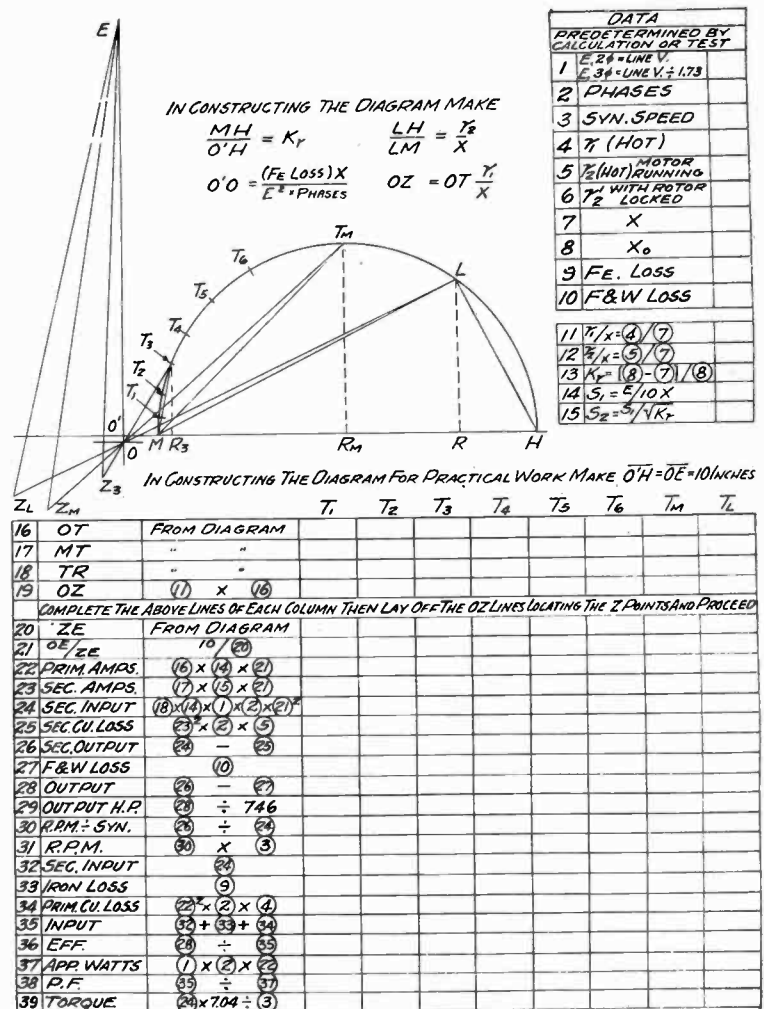 E
DATA
PREDETERMINED BY
CALCULATION OR TEST
1 E, 2ϕ = LINE V.
E, 3ϕ = LINE V. ÷ 1.73
2 PHASES
3 SYN. SPEED
4 r₁ (HOT)
5 r₂ (HOT) MOTOR RUNNING
6 r₂' WITH ROTOR LOCKED
7 X
8 X₀
9 FE. LOSS
10 F&W LOSS
11 r₁/x = ④/⑦
12 r₂/x = ⑤/⑦
13 Kᵣ = [(⑧-⑦)]/⑧
14 S₁ = E/10X
15 S₂ = S₁/√Kᵣ
IN CONSTRUCTING THE DIAGRAM MAKE
MH/O'H = Kᵣ LH/LM = r₂/X
O'O = (FE LOSS)X/E² × PHASES OZ = OT r₁/X
TM
T6
L
T5
T4
T3
T2
T1
O' O M R3 RM R H
Z3
IN CONSTRUCTING THE DIAGRAM FOR PRACTICAL WORK MAKE O'H = OE = 10 INCHES
ZL ZM
T1 T2 T3 T4 T5 T6 TM TL
16 OT FROM DIAGRAM
17 MT " "
18 TR " "
19 OZ ⑪ × ⑯
COMPLETE THE ABOVE LINES OF EACH COLUMN THEN LAY OFF THE OZ LINES LOCATING THE Z POINTS AND PROCEED
20 ZE FROM DIAGRAM
21 OE/ZE 10/⑳
22 PRIM. AMPS. ⑯ × ⑭ × ㉑
23 SEC. AMPS. ⑰ × ⑮ × ㉑
24 SEC. INPUT ⑱×⑭×①×②×㉑²
25 SEC. CU. LOSS ㉓² × ② × ⑤
26 SEC. OUTPUT ㉔ - ㉕
27 F&W LOSS ⑩
28 OUTPUT ㉖ - ㉗
29 OUTPUT H.P. ㉘ ÷ 746
30 R.P.M. ÷ SYN. ㉖ ÷ ㉔
31 R.P.M. ㉚ × ③
32 SEC. INPUT ㉔
33 IRON LOSS ⑨
34 PRIM. CU. LOSS ㉒² × ② × ④
35 INPUT ㉜ + ㉝ + ㉞
36 EFF. ㉘ ÷ ㉟
37 APP. WATTS ① × ② × ㉒
38 P.F. ㉟ ÷ ㊲
39 TORQUE ㉔ × 7.04 ÷ ③